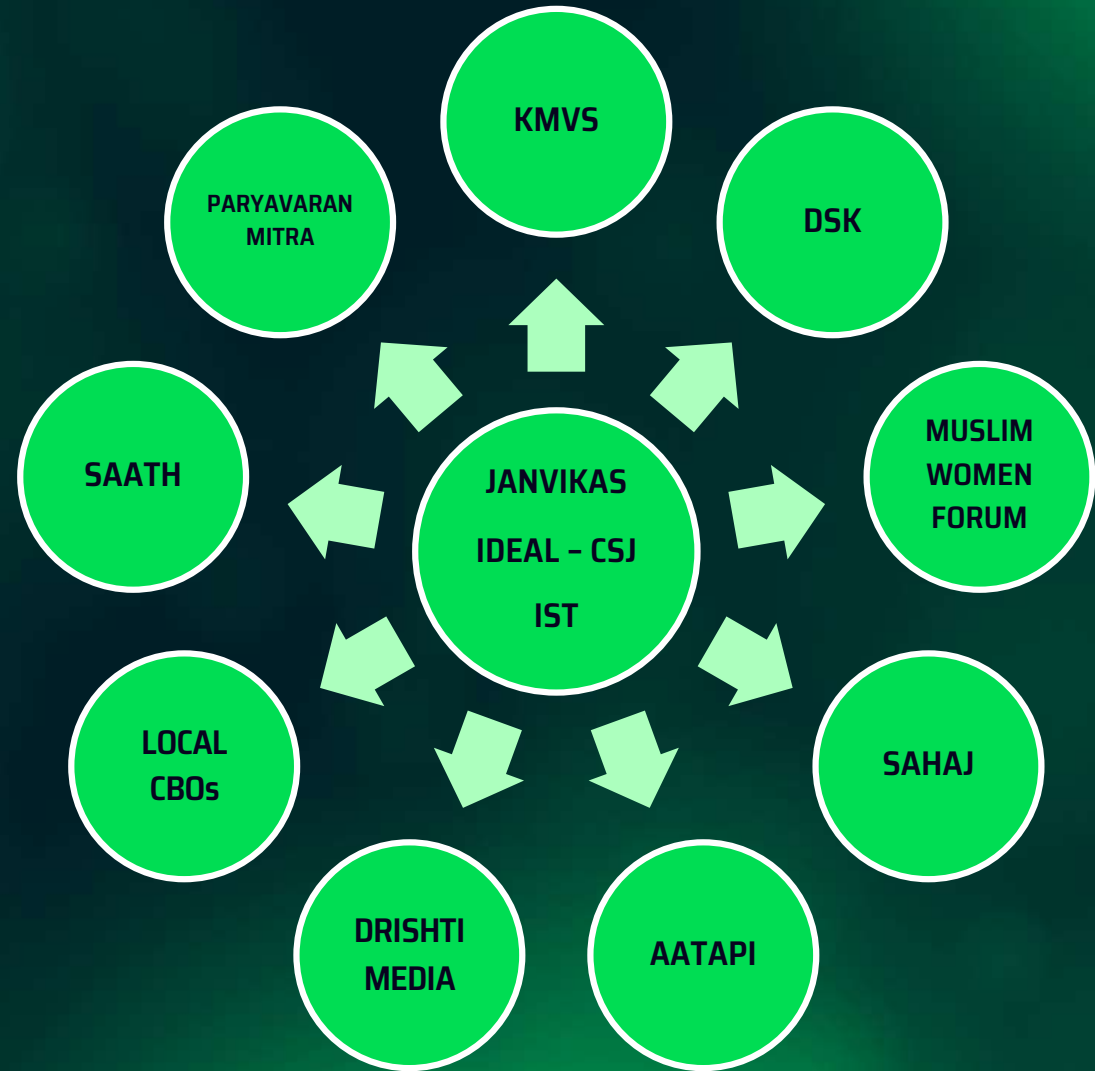 KMVS
DSK
MUSLIM
WOMEN
FORUM
SAHAJ
AATAPI
DRISHTI
MEDIA
LOCAL
CBOs
SAATH
PARYAVARAN
MITRA
JANVIKAS
IDEAL – CSJ
IST